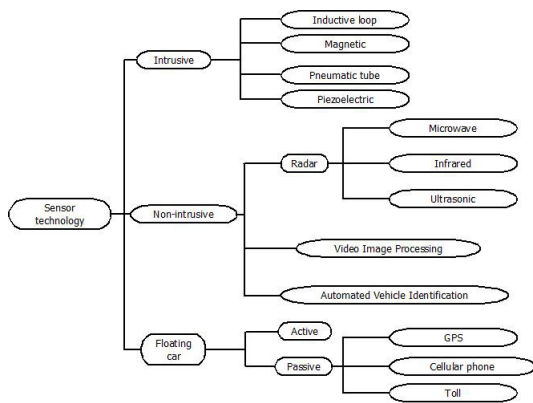 Inductive loop
Magnetic
Intrusive
Pneumatic tube
Piezoelectric
Microwave
Radar
Infrared
Ultrasonic
Sensor
technology
Non-intrusive
Video Image Processing
Automated Vehicle Identification
Floating
car
Active
Passive
GPS
Cellular phone
Toll